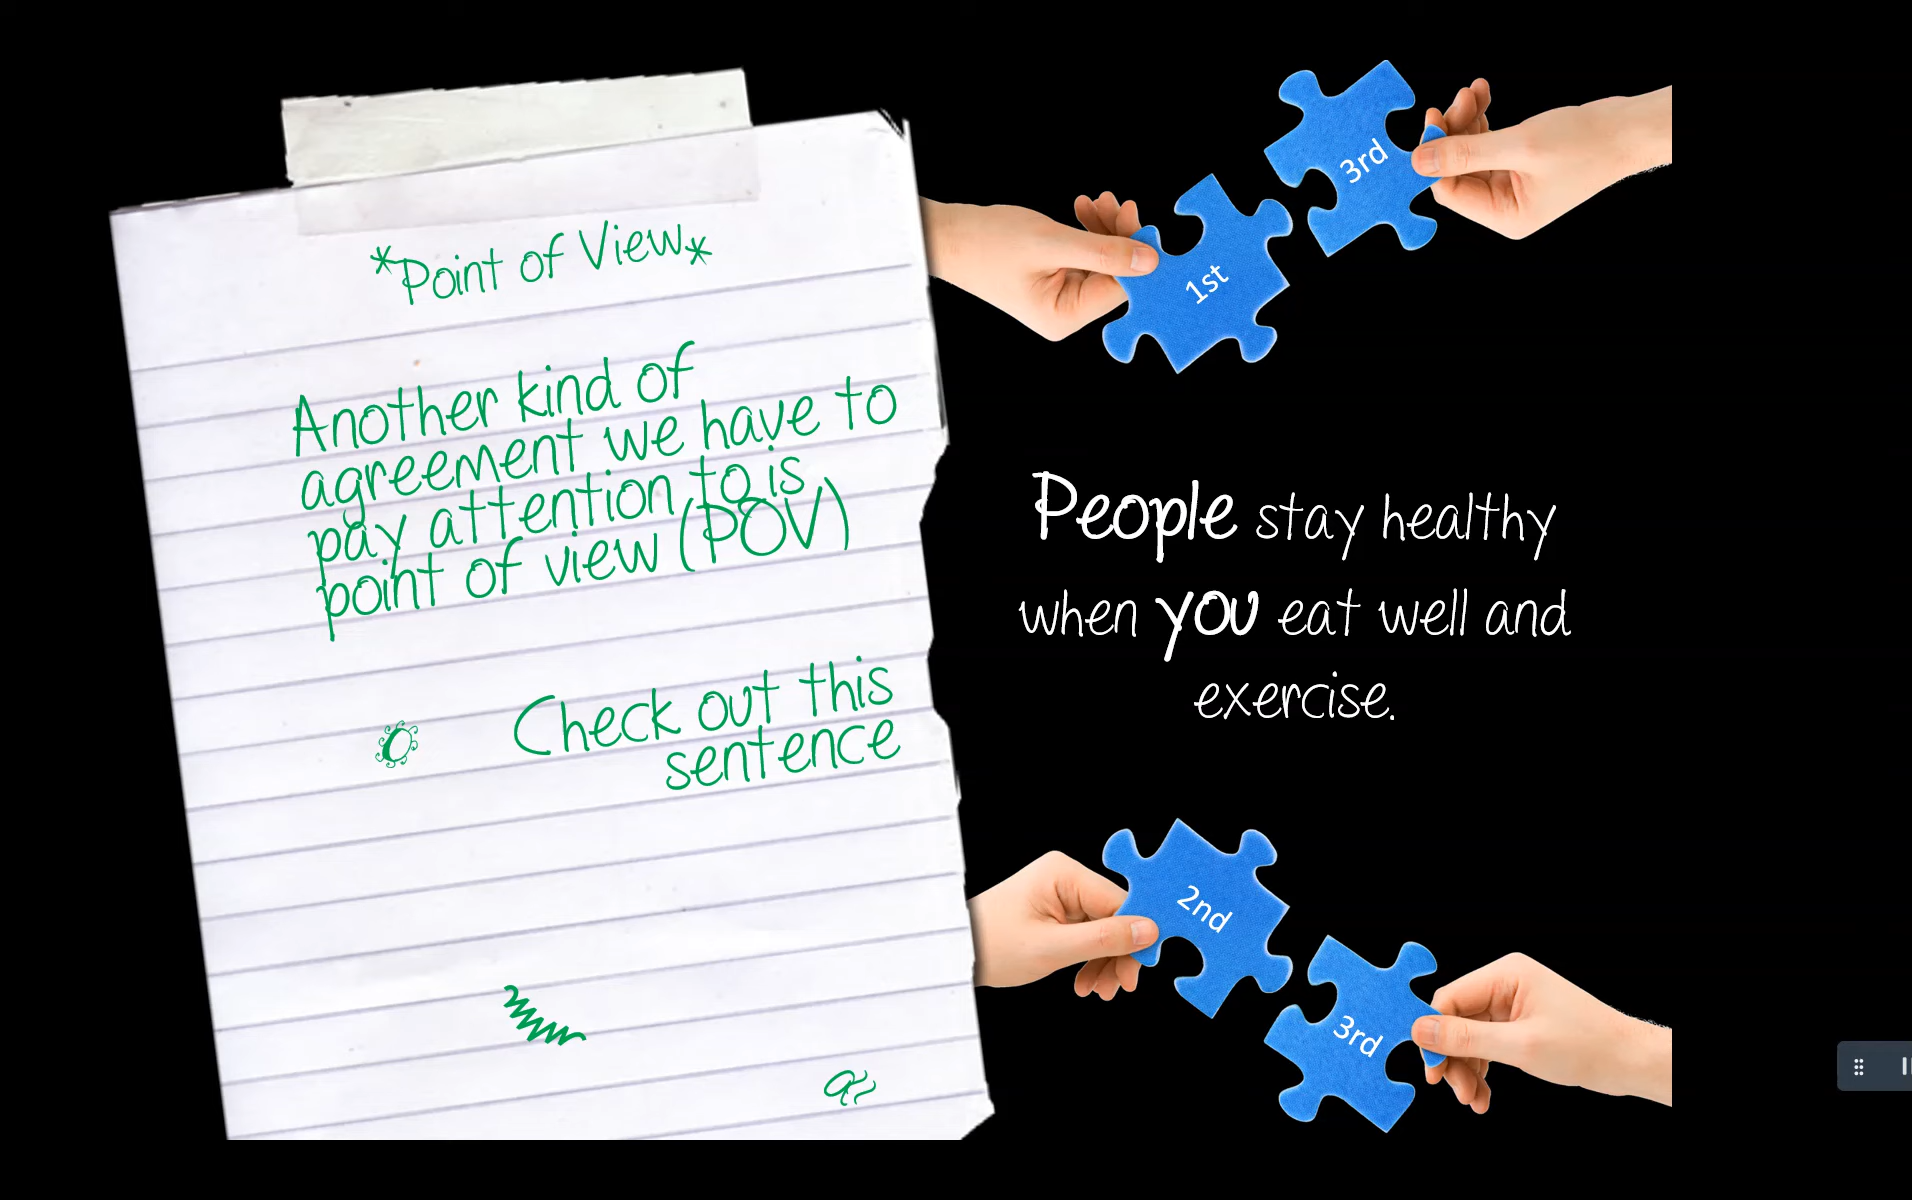 *Point of View*
Another kind of
agreement we have to
pay attention to is
point of view (POV)
Check out this
sentence
1st
3rd
People stay healthy
when you eat well and
exercise.
2nd
3rd